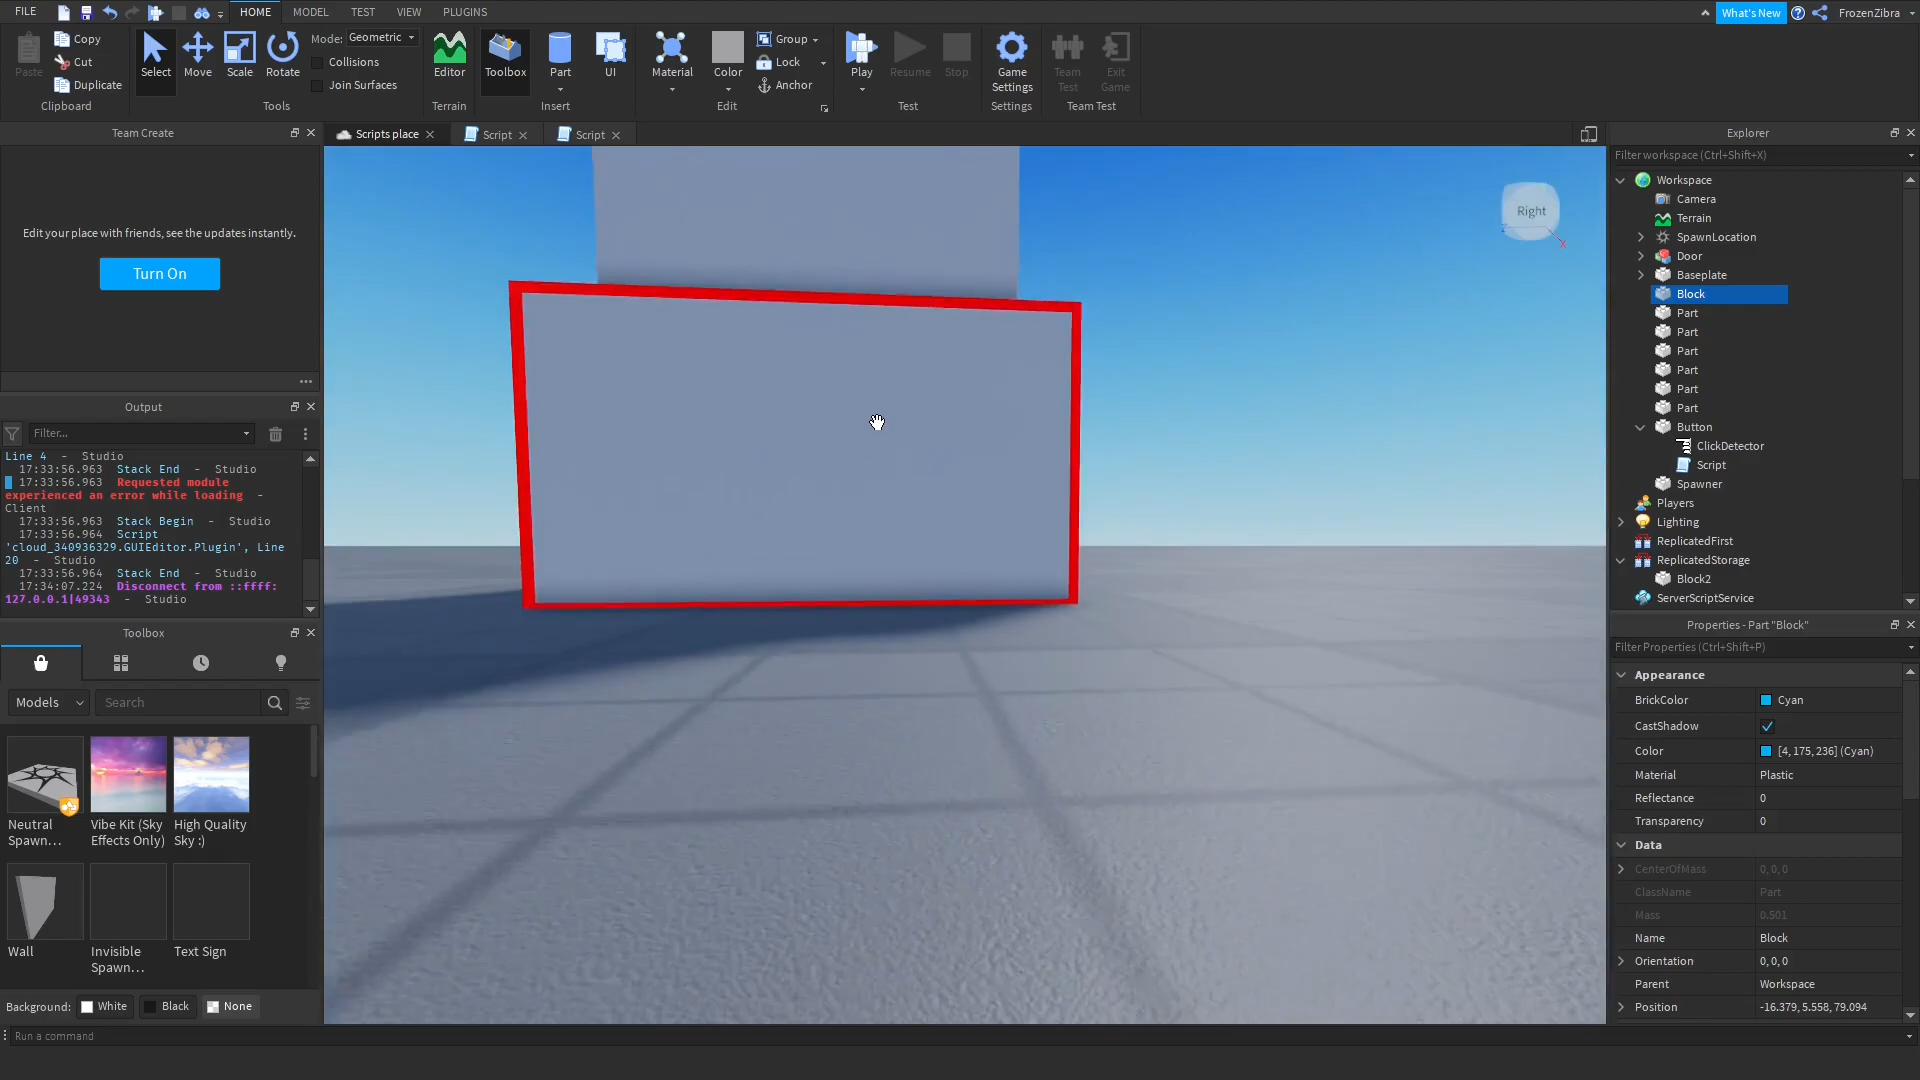 FILE
HOME
MODEL
TEST
VIEW
PLUGINS
What's New
FrozenZibra
Paste
Copy
Cut
Duplicate
Clipboard
Select
Move
Scale
Rotate
Mode: Geometric
Collisions
Join Surfaces
Tools
Editor
Terrain
Toolbox
Part
UI
Insert
Material
Color
Group
Lock
Anchor
Edit
Play
Resume
Stop
Test
Game
Settings
Settings
Team
Test
Exit
Game
Team Test
Team Create
Edit your place with friends, see the updates instantly.
Turn On
Output
Filter...
Line 4 - Studio
17:33:56.963 Stack End - Studio
17:33:56.963 Requested module
experienced an error while loading -
Client
17:33:56.963 Stack Begin - Studio
17:33:56.964 Script
'cloud_340936329.GUIEditor.Plugin', Line
20 - Studio
17:33:56.964 Stack End - Studio
17:34:07.224 Disconnect from ::ffff:
127.0.0.1|49343 - Studio
Toolbox
Models
Search
Neutral
Spawn...
Vibe Kit (Sky
Effects Only)
High Quality
Sky :)
Wall
Invisible
Spawn...
Text Sign
Background:
White
Black
None
Run a command
Scripts place
Script
Script
Right
X
Explorer
Filter workspace (Ctrl+Shift+X)
Workspace
Camera
Terrain
SpawnLocation
Door
Baseplate
Block
Part
Part
Part
Part
Part
Part
Button
ClickDetector
Script
Spawner
Players
Lighting
ReplicatedFirst
ReplicatedStorage
Block2
ServerScriptService
Properties - Part "Block"
Filter Properties (Ctrl+Shift+P)
Appearance
BrickColor Cyan
CastShadow
Color [4, 175, 236] (Cyan)
Material Plastic
Reflectance 0
Transparency 0
Data
CenterOfMass 0, 0, 0
ClassName Part
Mass 0.501
Name Block
Orientation 0, 0, 0
Parent Workspace
Position -16.379, 5.558, 79.094